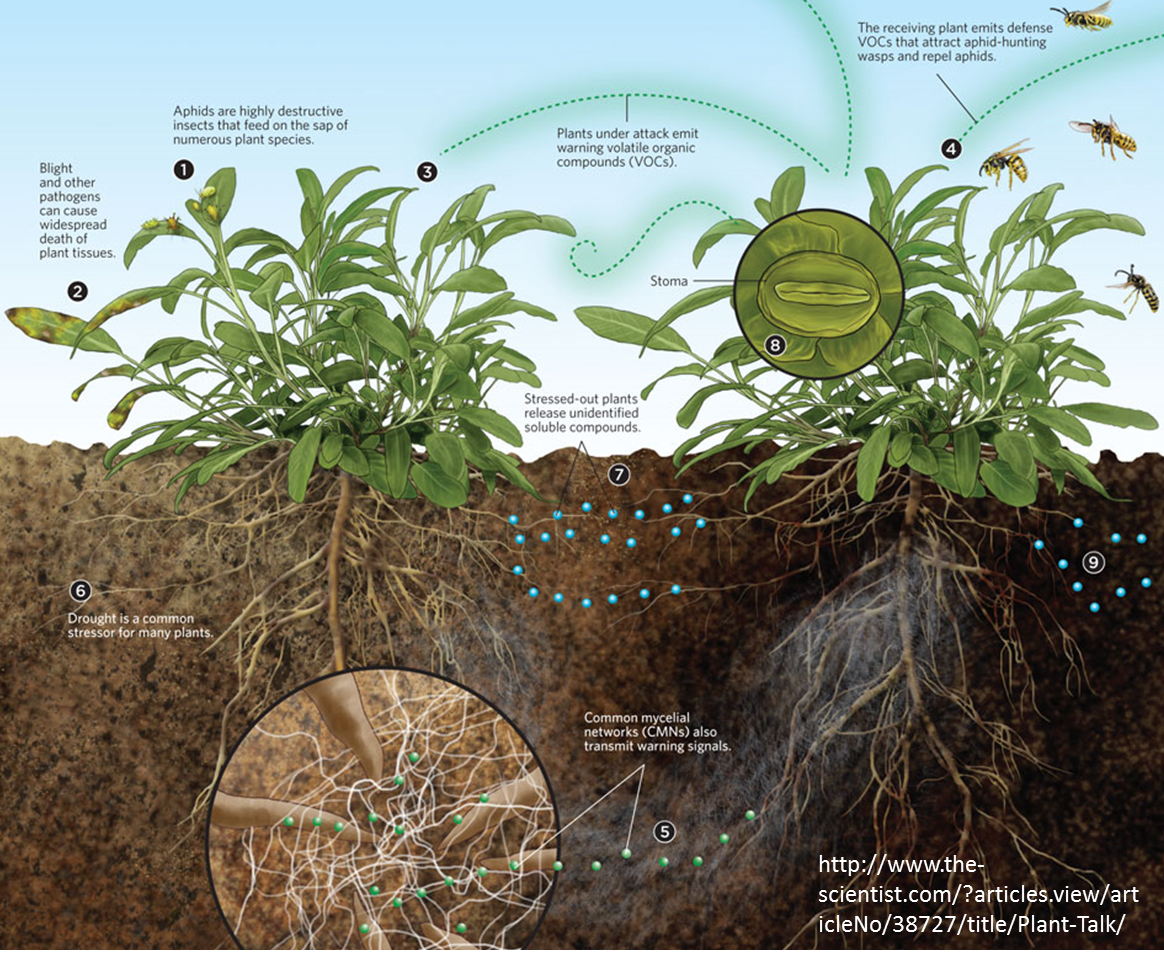 The receiving plant emits defense
VOCs that attract aphid-hunting
wasps and repel aphids.
Aphids are highly destructive
insects that feed on the sap of
numerous plant species.
Plants under attack emit
warning volatile organic
compounds (VOCs).
1
3
4
Blight
and other
pathogens
can cause
widespread
death of
plant tissues.
2
Stoma
8
Stressed-out plants
release unidentified
soluble compounds.
7
9
6
Drought is a common
stressor for many plants.
Common mycelial
networks (CMNs) also
transmit warning signals.
5
http://www.the-
scientist.com/?articles.view/art
icleNo/38727/title/Plant-Talk/